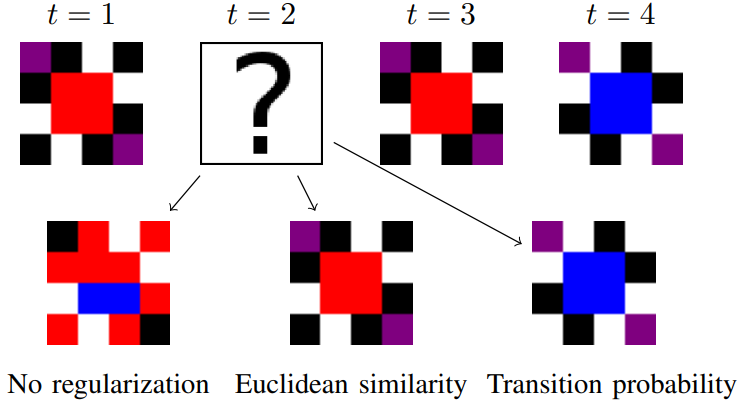 t = 1 t = 2 t = 3 t = 4
?
No regularization Euclidean similarity Transition probability